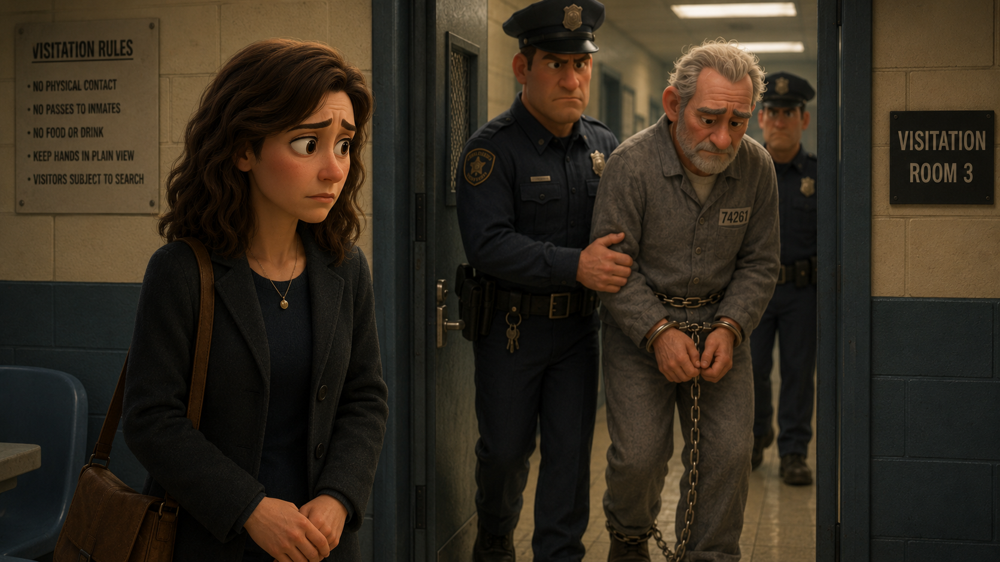 VISITATION RULES
• NO PHYSICAL CONTACT
• NO PASSES TO INMATES
• NO FOOD OR DRINK
• KEEP HANDS IN PLAIN VIEW
• VISITORS SUBJECT TO SEARCH
74261
VISITATION
ROOM 3